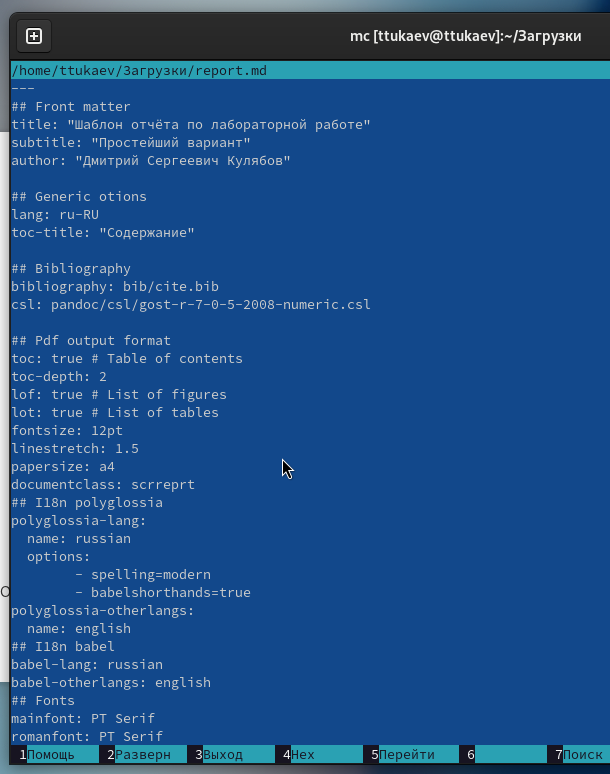 mc [ttukaev@ttukaev]:~/Загрузки
/home/ttukaev/Загрузки/report.md
---
## Front matter
title: "Шаблон отчёта по лабораторной работе"
subtitle: "Простейший вариант"
author: "Дмитрий Сергеевич Кулябов"

## Generic otions
lang: ru-RU
toc-title: "Содержание"

## Bibliography
bibliography: bib/cite.bib
csl: pandoc/csl/gost-r-7-0-5-2008-numeric.csl

## Pdf output format
toc: true # Table of contents
toc-depth: 2
lof: true # List of figures
lot: true # List of tables
fontsize: 12pt
linestretch: 1.5
papersize: a4
documentclass: scrreprt
## I18n polyglossia
polyglossia-lang:
  name: russian
  options:
        - spelling=modern
        - babelshorthands=true
polyglossia-otherlangs:
  name: english
## I18n babel
babel-lang: russian
babel-otherlangs: english
## Fonts
mainfont: PT Serif
romanfont: PT Serif
1Помощь 2Разверн 3Выход 4Hex 5Перейти 6 7Поиск